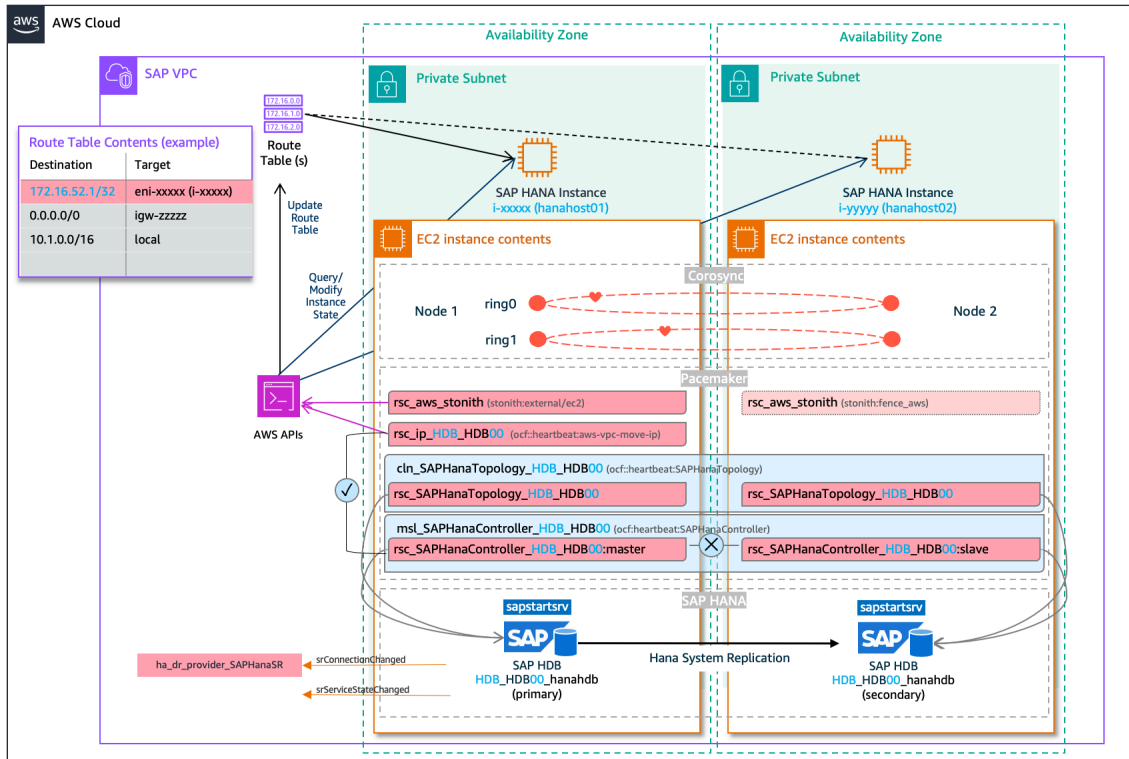 aws
AWS Cloud
Availability Zone
Availability Zone
SAP VPC
Private Subnet
Private Subnet
172.16.0.0
172.16.1.0
172.16.2.0
Route
Table (s)
Route Table Contents (example)
Destination Target
172.16.52.1/32 eni-xxxxx (i-xxxxx)
0.0.0.0/0 igw-zzzzz
10.1.0.0/16 local
SAP HANA Instance
i-xxxxx (hanahost01)
SAP HANA Instance
i-yyyyy (hanahost02)
Update
Route
Table
EC2 instance contents
EC2 instance contents
Query/
Modify
Instance
State
Corosync
Node 1
ring0
ring1
Node 2
Pacemaker
AWS APIs
rsc_aws_stonith (stonith:external/ec2)
rsc_aws_stonith (stonith:fence_aws)
rsc_ip_HDB_HDB00 (ocf::heartbeat:aws-vpc-move-ip)
cln_SAPHanaTopology_HDB_HDB00 (ocf::heartbeat:SAPHanaTopology)
rsc_SAPHanaTopology_HDB_HDB00
rsc_SAPHanaTopology_HDB_HDB00
msl_SAPHanaController_HDB_HDB00 (ocf:heartbeat:SAPHanaController)
rsc_SAPHanaController_HDB_HDB00:master
rsc_SAPHanaController_HDB_HDB00:slave
SAP HANA
sapstartsrv
SAP
SAP HDB
HDB_HDB00_hanahdb
(primary)
Hana System Replication
sapstartsrv
SAP
SAP HDB
HDB_HDB00_hanahdb
(secondary)
ha_dr_provider_SAPHanaSR
srConnectionChanged
srServiceStateChanged